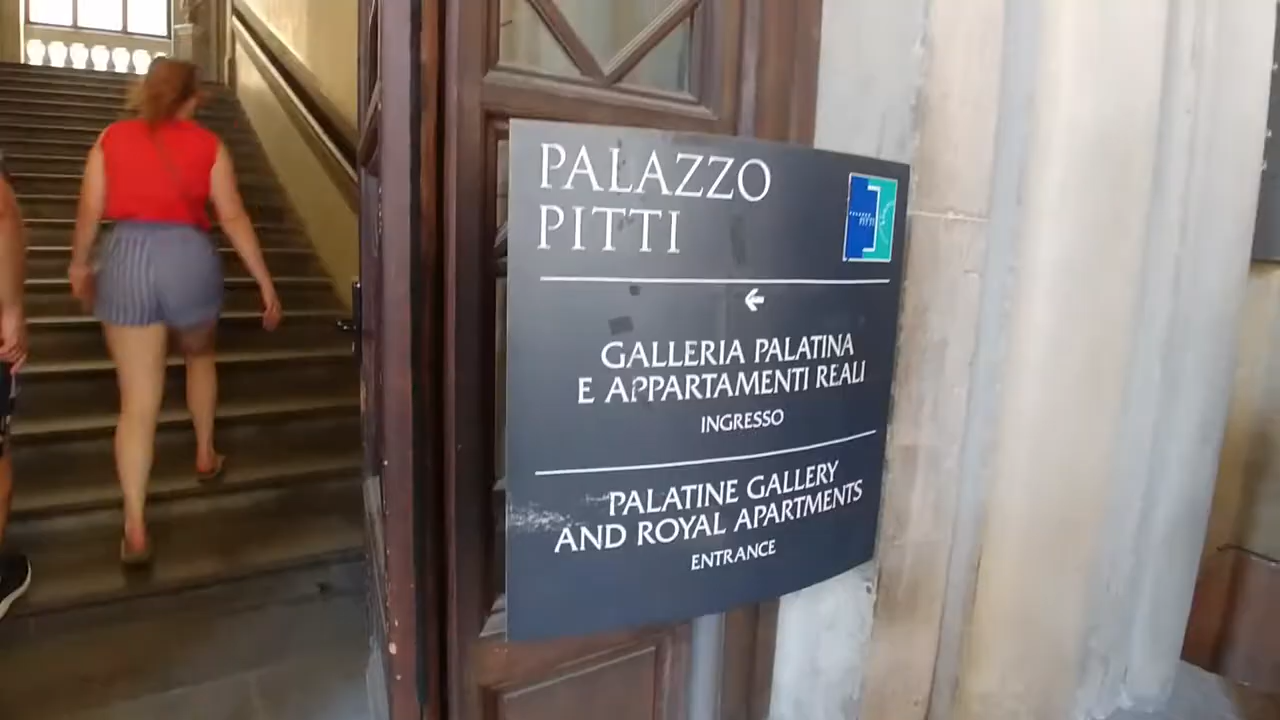 PALAZZO
PITTI
GALLERIA PALATINA
E APPARTAMENTI REALI
INGRESSO
PALATINE GALLERY
AND ROYAL APARTMENTS
ENTRANCE